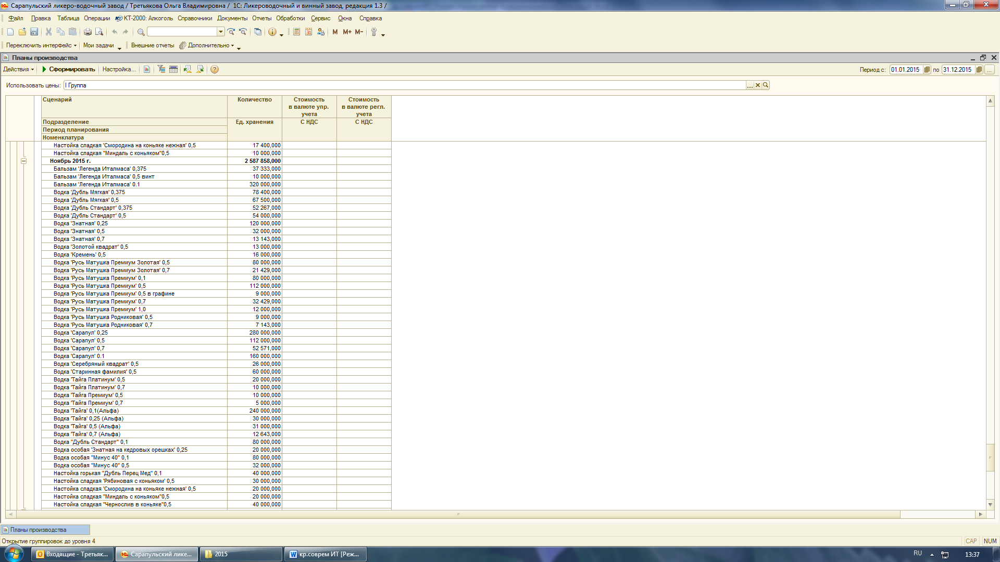 Сарапульский ликеро-водочный завод / Третьякова Ольга Владимировна / 1С: Ликероводочный и винный завод, редакция 1.3 /
Файл Правка Таблица Операции КТ-2000: Алкоголь Справочники Документы Отчеты Обработки Сервис Окна Справка
31 M M+ M-
Переключить интерфейс Мои задачи Внешние отчеты Дополнительно
Планы производства
Действия Сформировать Настройка... Период с: 01.01.2015 по 31.12.2015 ...
Использовать цены: I Группа ...
Сценарий Количество Стоимость в валюте упр. учета Стоимость в валюте регл. учета
Подразделение Ед. хранения С НДС С НДС
Период планирования
Номенклатура
Настойка сладкая 'Смородина на коньяке нежная' 0,5 17 400,000
Настойка сладкая "Миндаль с коньяком"0,5 10 000,000
Ноябрь 2015 г. 2 587 858,000
Бальзам 'Легенда Италмаса' 0,375 37 333,000
Бальзам 'Легенда Италмаса' 0,5 винт 10 000,000
Бальзам 'Легенда Италмаса' 0.1 320 000,000
Водка 'Дубль Мягкая' 0,375 78 400,000
Водка 'Дубль Мягкая' 0,5 67 500,000
Водка 'Дубль Стандарт' 0,375 52 267,000
Водка 'Дубль Стандарт' 0,5 54 000,000
Водка 'Знатная' 0,25 120 000,000
Водка 'Знатная' 0,5 32 000,000
Водка 'Знатная' 0,7 13 143,000
Водка 'Золотой квадрат' 0,5 13 000,000
Водка 'Кремень' 0,5 16 000,000
Водка 'Русь Матушка Премиум Золотая' 0,5 80 000,000
Водка 'Русь Матушка Премиум Золотая' 0,7 21 429,000
Водка 'Русь Матушка Премиум' 0,1 80 000,000
Водка 'Русь Матушка Премиум' 0,5 112 000,000
Водка 'Русь Матушка Премиум' 0,5 в графине 9 000,000
Водка 'Русь Матушка Премиум' 0,7 32 429,000
Водка 'Русь Матушка Премиум' 1,0 12 000,000
Водка 'Русь Матушка Родниковая' 0,5 9 000,000
Водка 'Русь Матушка Родниковая' 0,7 7 143,000
Водка 'Сарапул' 0,25 280 000,000
Водка 'Сарапул' 0,5 112 000,000
Водка 'Сарапул' 0,7 52 571,000
Водка 'Сарапул' 0.1 160 000,000
Водка 'Серебряный квадрат' 0,5 26 000,000
Водка 'Старинная фамилия' 0,5 60 000,000
Водка 'Тайга Платинум' 0,5 20 000,000
Водка 'Тайга Платинум' 0,7 10 000,000
Водка 'Тайга Премиум' 0,5 10 000,000
Водка 'Тайга Премиум' 0,7 5 000,000
Водка 'Тайга' 0,1(Альфа) 240 000,000
Водка 'Тайга' 0,25 (Альфа) 30 000,000
Водка 'Тайга' 0,5 (Альфа) 31 000,000
Водка 'Тайга' 0,7 (Альфа) 12 643,000
Водка "Дубль Стандарт" 0,1 80 000,000
Водка особая 'Знатная на кедровых орешках' 0,25 20 000,000
Водка особая "Минус 40" 0,1 80 000,000
Водка особая "Минус 40" 0,5 32 000,000
Настойка горькая "Дубль Перец Мед" 0,1 40 000,000
Настойка сладкая 'Рябиновая с коньяком' 0,5 30 000,000
Настойка сладкая 'Смородина на коньяке нежная' 0,5 20 000,000
Настойка сладкая "Миндаль с коньяком"0,5 20 000,000
Настойка сладкая "Чернослив в коньяке"0,5 40 000,000
Планы производства
Открытие группировок до уровня 4 CAP NUM
Входящие - Третьяк... Сарапульский лике... 2015 кр.соврем ИТ [Реж... RU 13:37